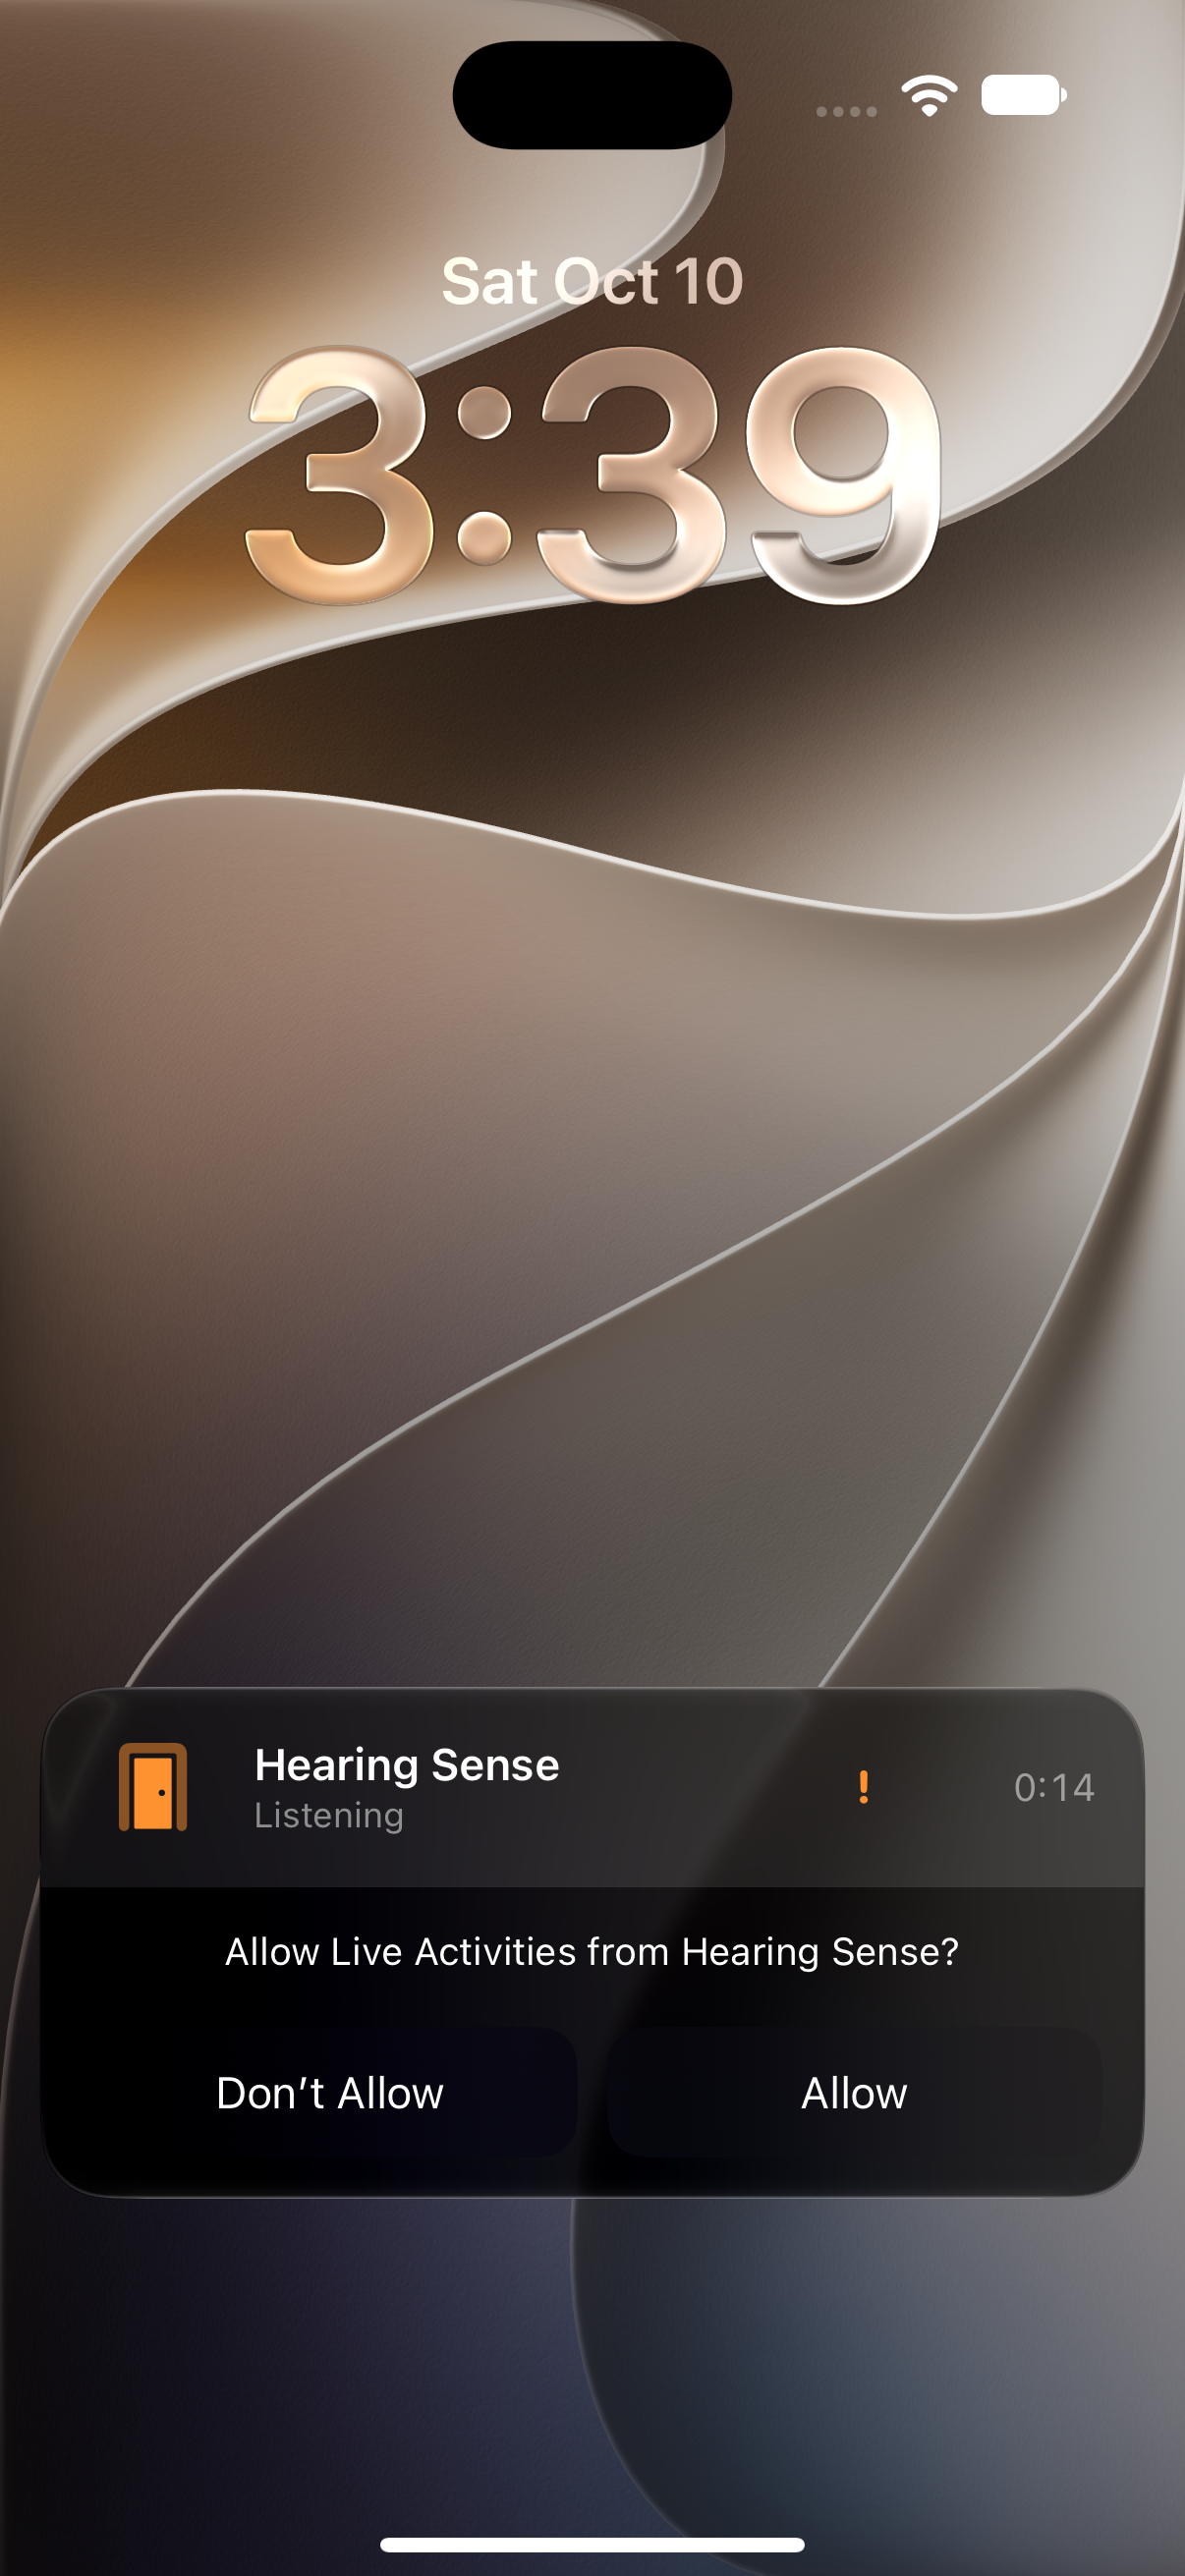 Sat Oct 10
3:39
Hearing Sense
Listening
! 0:14
Allow Live Activities from Hearing Sense?
Don’t Allow
Allow